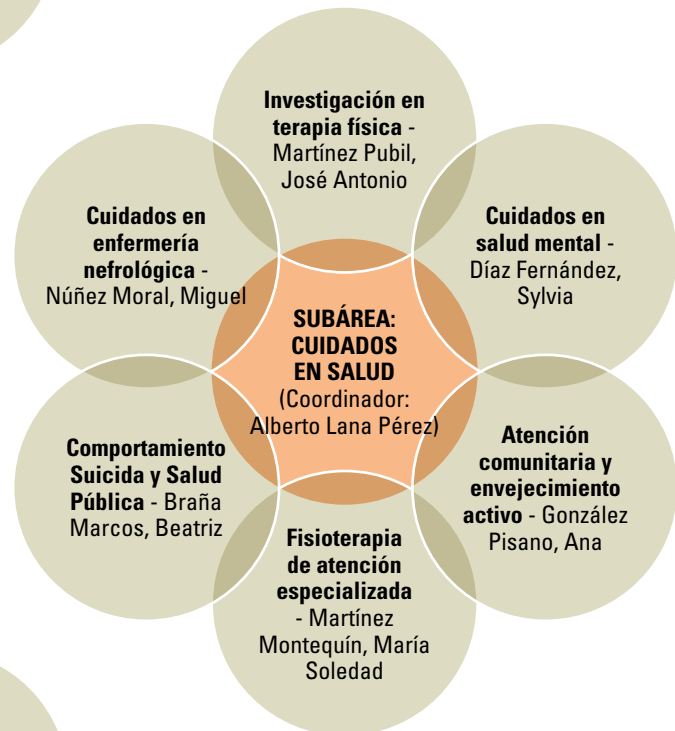 Investigación en
terapia física -
Martínez Pubil,
José Antonio
Cuidados en
enfermería
nefrológica -
Núñez Moral, Miguel
Cuidados en
salud mental -
Díaz Fernández,
Sylvia
SUBÁREA:
CUIDADOS
EN SALUD
(Coordinador:
Alberto Lana Pérez)
Comportamiento
Suicida y Salud
Pública - Braña
Marcos, Beatriz
Atención
comunitaria y
envejecimiento
activo - González
Pisano, Ana
Fisioterapia
de atención
especializada
- Martínez
Montequín, María
Soledad